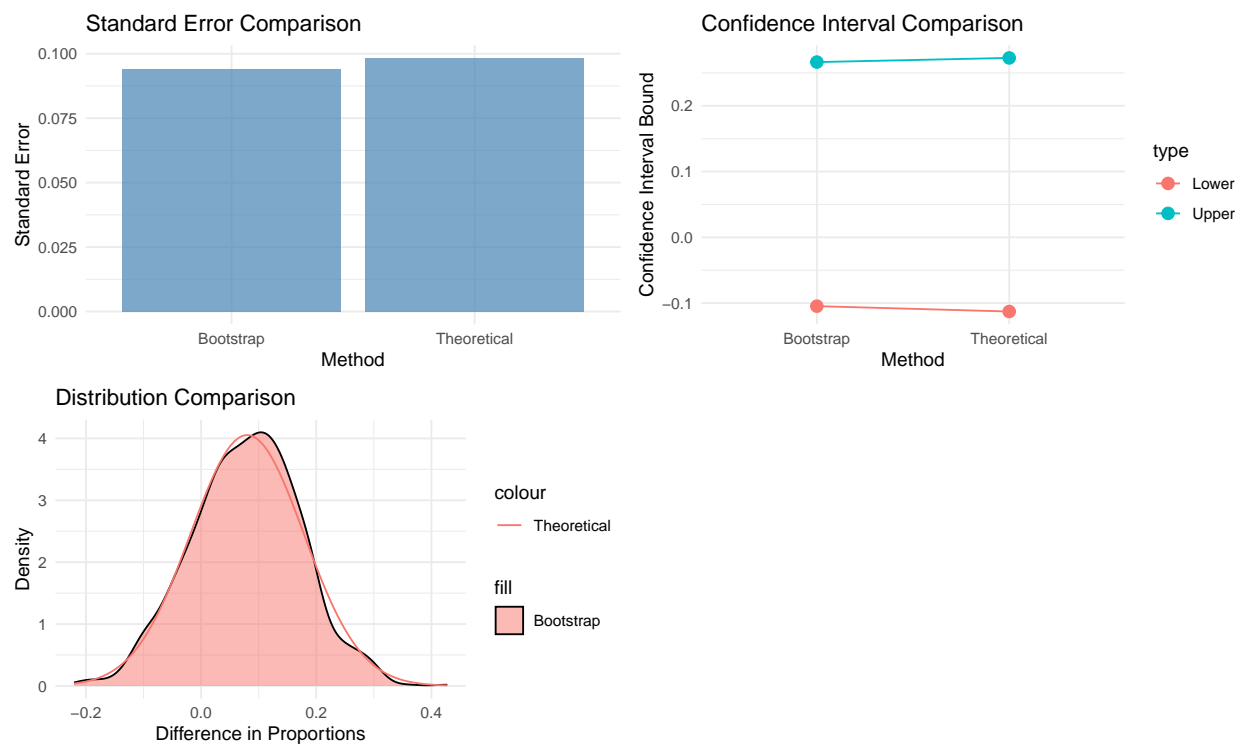 Standard Error Comparison
0.100
0.075
0.050
0.025
0.000
Standard Error
Bootstrap
Theoretical
Method
Confidence Interval Comparison
0.2
0.1
0.0
−0.1
Confidence Interval Bound
Bootstrap
Theoretical
Method
type
Lower
Upper
Distribution Comparison
4
3
2
1
0
Density
−0.2
0.0
0.2
0.4
Difference in Proportions
colour
Theoretical
fill
Bootstrap